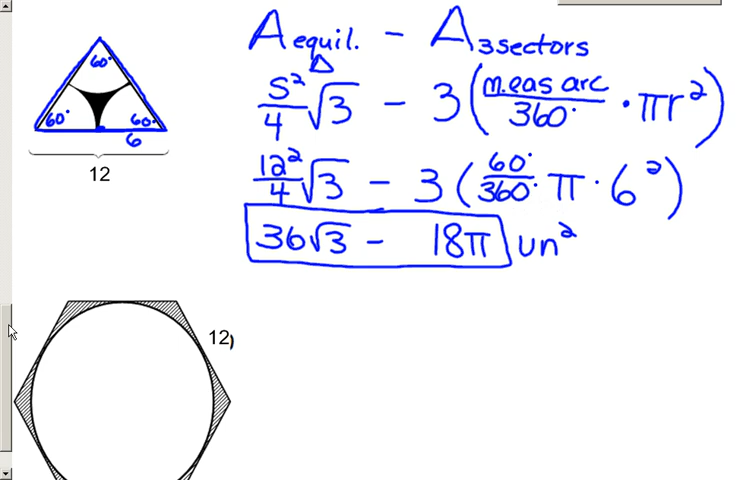 A equil. △ - A 3 sectors
60°
60° 60°
6
12
s²/4 √3 - 3 (meas arc/360° · πr²)
12²/4 √3 - 3 (60°/360° π · 6²)
36√3 - 18π un²
12)